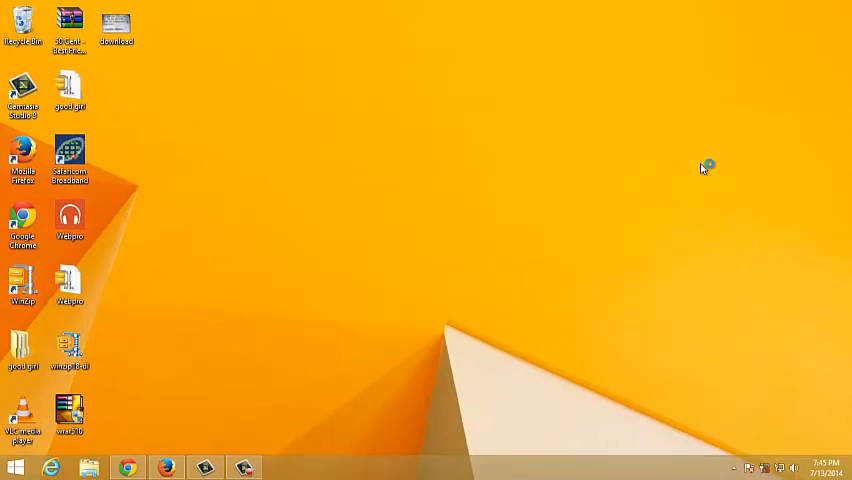 Recycle Bin
50 Cent - Best Frie...
download
Camtasia Studio 8
good girl
Mozilla Firefox
Safaricom Broadband
Google Chrome
Webpro
WinZip
Webpro
good girl
winzip18-dl
VLC media player
wrar510
7:45 PM
7/13/2014